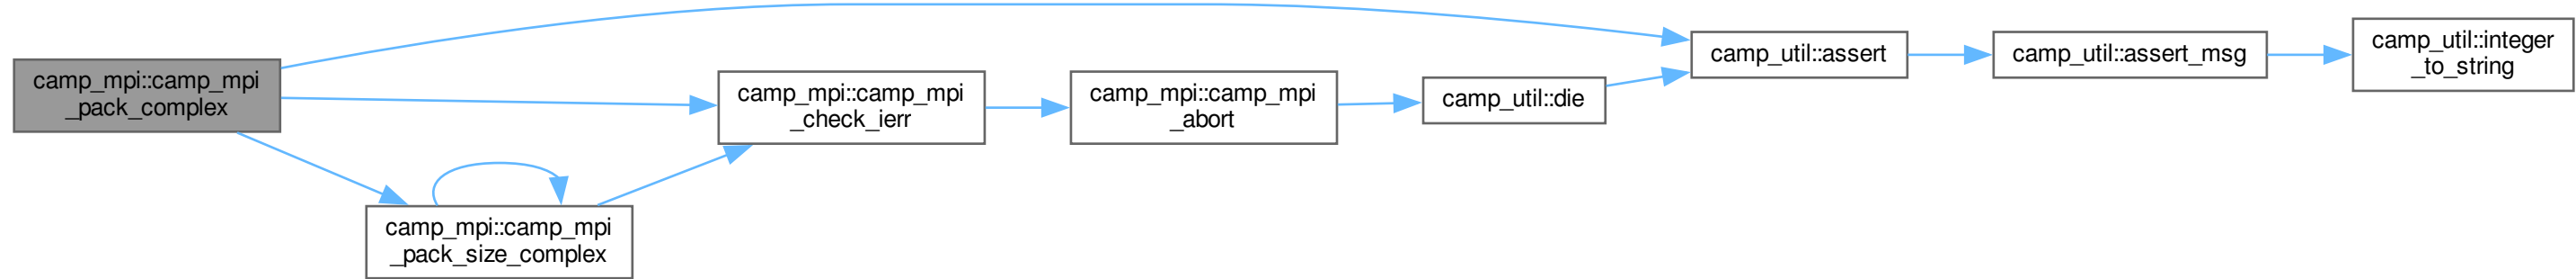 camp_mpi::camp_mpi
_pack_complex
camp_mpi::camp_mpi
_pack_size_complex
camp_mpi::camp_mpi
_check_ierr
camp_mpi::camp_mpi
_abort
camp_util::die
camp_util::assert
camp_util::assert_msg
camp_util::integer
_to_string